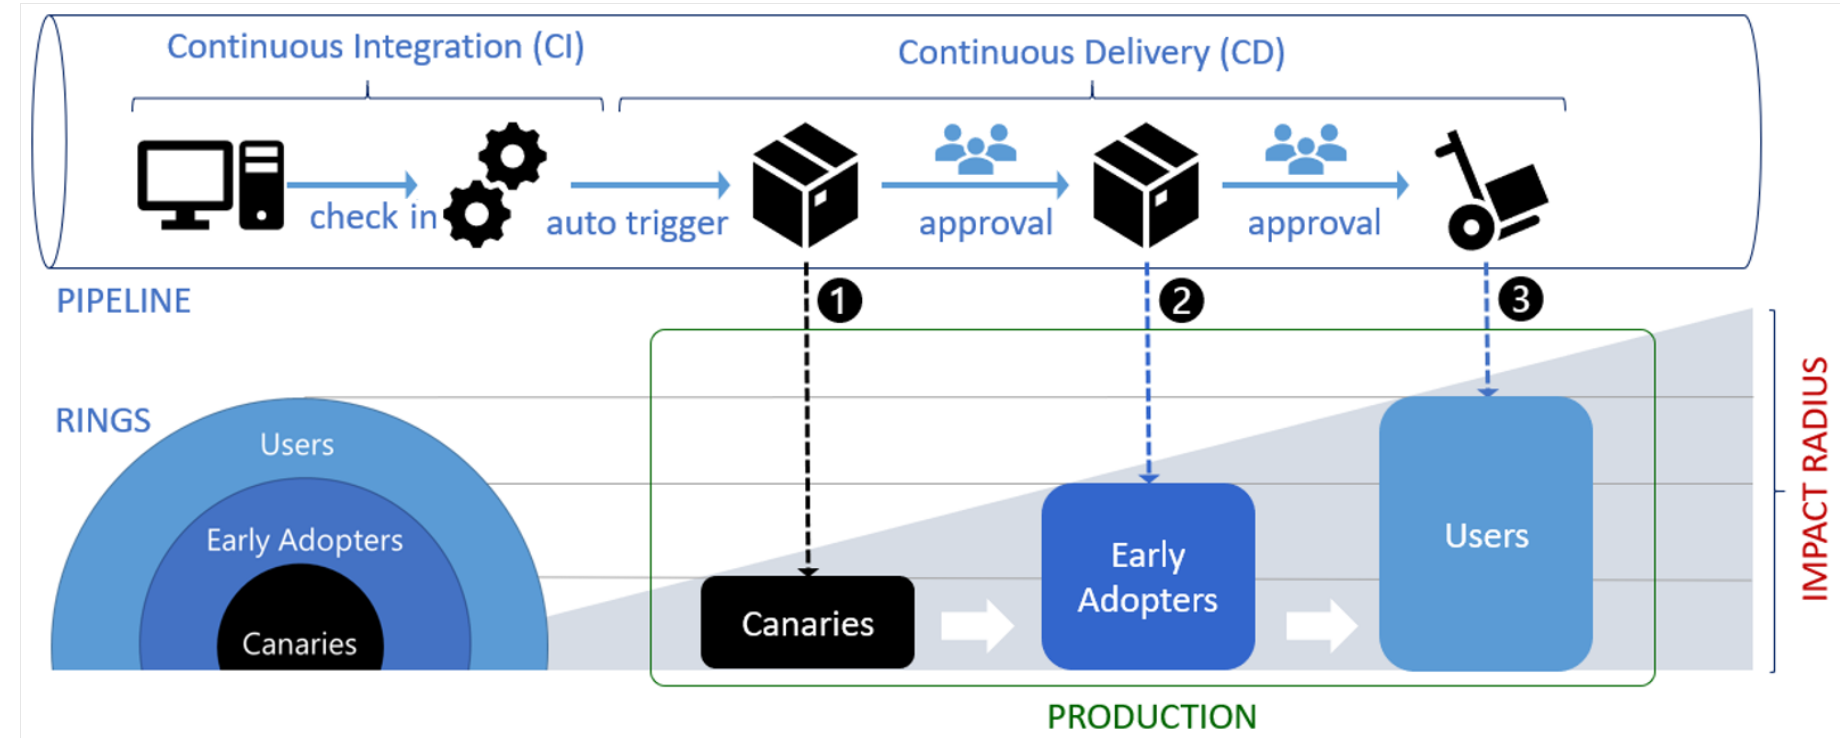 Continuous Integration (CI)
Continuous Delivery (CD)
check in
auto trigger
approval
approval
PIPELINE
1
2
3
RINGS
Users
Early Adopters
Canaries
Canaries
Early
Adopters
Users
IMPACT RADIUS
PRODUCTION